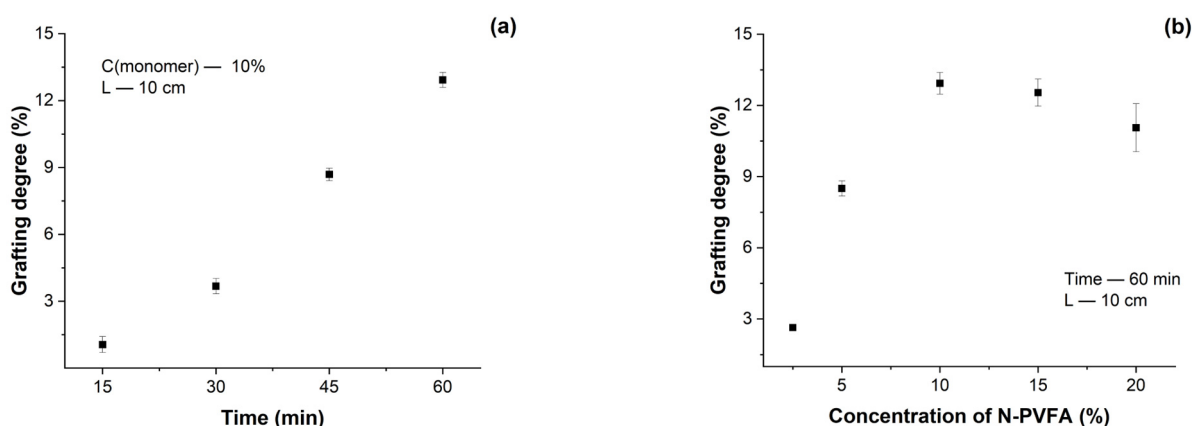 (a)
C(monomer) — 10%
L — 10 cm
15
12
9
6
3
Grafting degree (%)
15
30
45
60
Time (min)
(b)
15
12
9
6
3
Grafting degree (%)
Time — 60 min
L — 10 cm
5
10
15
20
Concentration of N-PVFA (%)